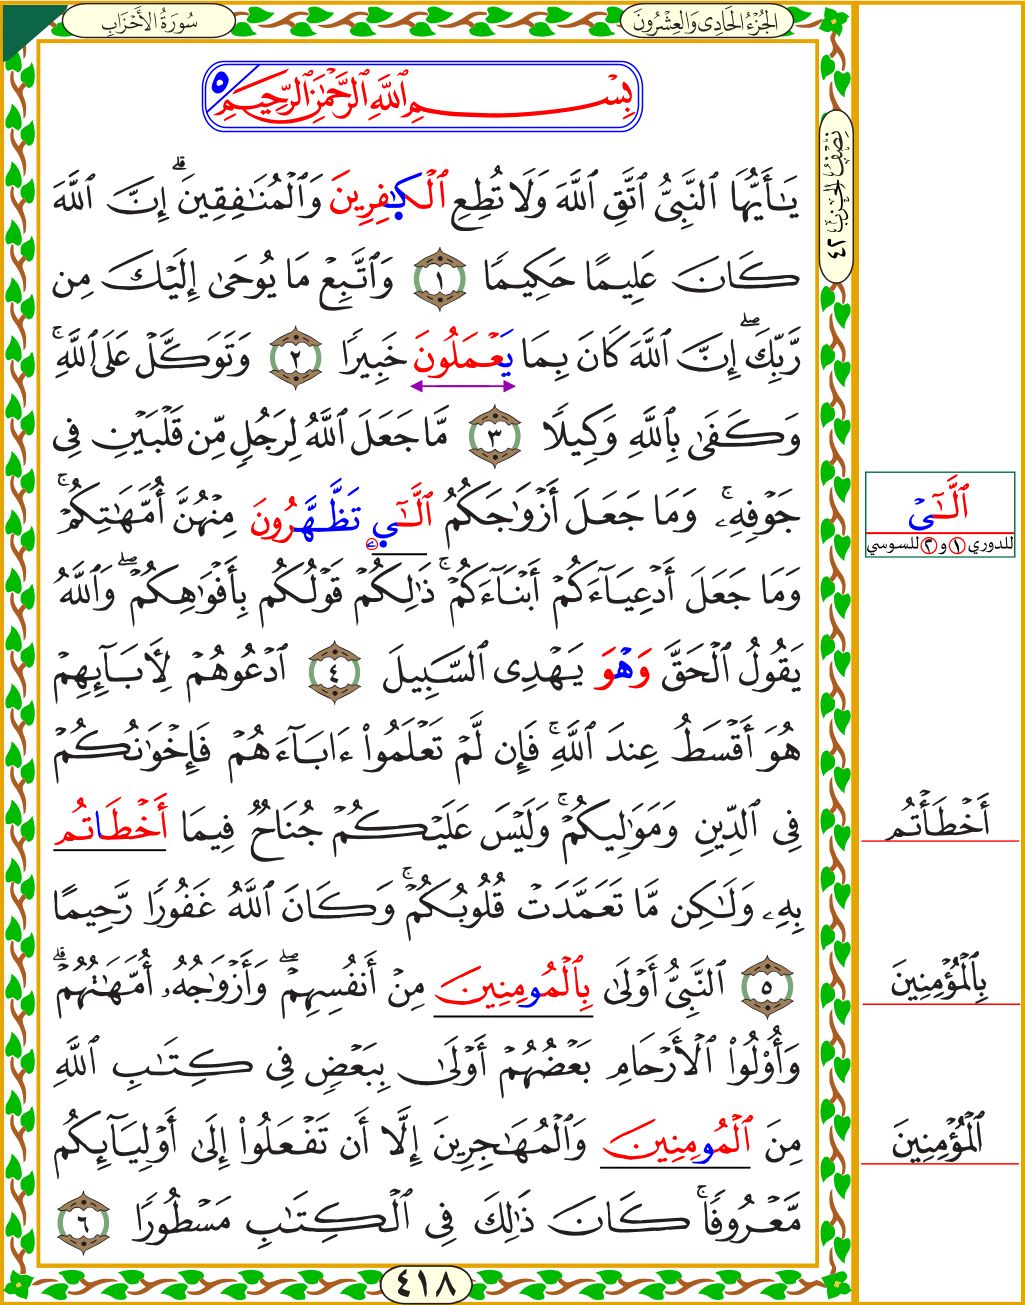 سُورَةُ الأَحْزَابِ
الجُزْءُ الحَادِى وَالعِشْرُونَ
نِصْفُ الحِزْبِ ٤٢
بِسْمِ ٱللَّهِ ٱلرَّحْمَٰنِ ٱلرَّحِيمِ ٥
يَـٰٓأَيُّهَا ٱلنَّبِىُّ ٱتَّقِ ٱللَّهَ وَلَا تُطِعِ ٱلْكَـٰفِرِينَ وَٱلْمُنَـٰفِقِينَ ۗ إِنَّ ٱللَّهَ
كَانَ عَلِيمًا حَكِيمًا ١ وَٱتَّبِعْ مَا يُوحَىٰ إِلَيْكَ مِن
رَّبِّكَ ۖ إِنَّ ٱللَّهَ كَانَ بِمَا يَعْمَلُونَ خَبِيرًا ٢ وَتَوَكَّلْ عَلَى ٱللَّهِ ۚ
وَكَفَىٰ بِٱللَّهِ وَكِيلًا ٣ مَّا جَعَلَ ٱللَّهُ لِرَجُلٍ مِّن قَلْبَيْنِ فِى
جَوْفِهِۦ ۚ وَمَا جَعَلَ أَزْوَٰجَكُمُ ٱلَّـٰٓـِٕي تَظَّهَّرُونَ مِنْهُنَّ أُمَّهَـٰتِكُمْ ۚ
ٱلَّـٰٓىْ
للدوري ١ و ٢ للسوسي
وَمَا جَعَلَ أَدْعِيَآءَكُمْ أَبْنَآءَكُمْ ۚ ذَٰلِكُمْ قَوْلُكُم بِأَفْوَٰهِكُمْ ۖ وَٱللَّهُ
يَقُولُ ٱلْحَقَّ وَهْوَ يَهْدِى ٱلسَّبِيلَ ٤ ٱدْعُوهُمْ لِأَبَآئِهِمْ
هُوَ أَقْسَطُ عِندَ ٱللَّهِ ۚ فَإِن لَّمْ تَعْلَمُوا۟ ءَابَآءَهُمْ فَإِخْوَٰنُكُمْ
فِى ٱلدِّينِ وَمَوَٰلِيكُمْ ۚ وَلَيْسَ عَلَيْكُمْ جُنَاحٌ فِيمَا أَخْطَاتُم
أَخْطَأْتُم
بِهِۦ وَلَـٰكِن مَّا تَعَمَّدَتْ قُلُوبُكُمْ ۚ وَكَانَ ٱللَّهُ غَفُورًا رَّحِيمًا
٥ ٱلنَّبِىُّ أَوْلَىٰ بِٱلْمُومِنِينَ مِنْ أَنفُسِهِمْ ۖ وَأَزْوَٰجُهُۥٓ أُمَّهَـٰتُهُمْ ۗ
بِٱلْمُؤْمِنِينَ
وَأُو۟لُوا۟ ٱلْأَرْحَامِ بَعْضُهُمْ أَوْلَىٰ بِبَعْضٍ فِى كِتَـٰبِ ٱللَّهِ
مِنَ ٱلْمُومِنِينَ وَٱلْمُهَـٰجِرِينَ إِلَّا أَن تَفْعَلُوا۟ إِلَىٰ أَوْلِيَآئِكُم
ٱلْمُؤْمِنِينَ
مَّعْرُوفًا ۚ كَانَ ذَٰلِكَ فِى ٱلْكِتَـٰبِ مَسْطُورًا ٦
٤١٨